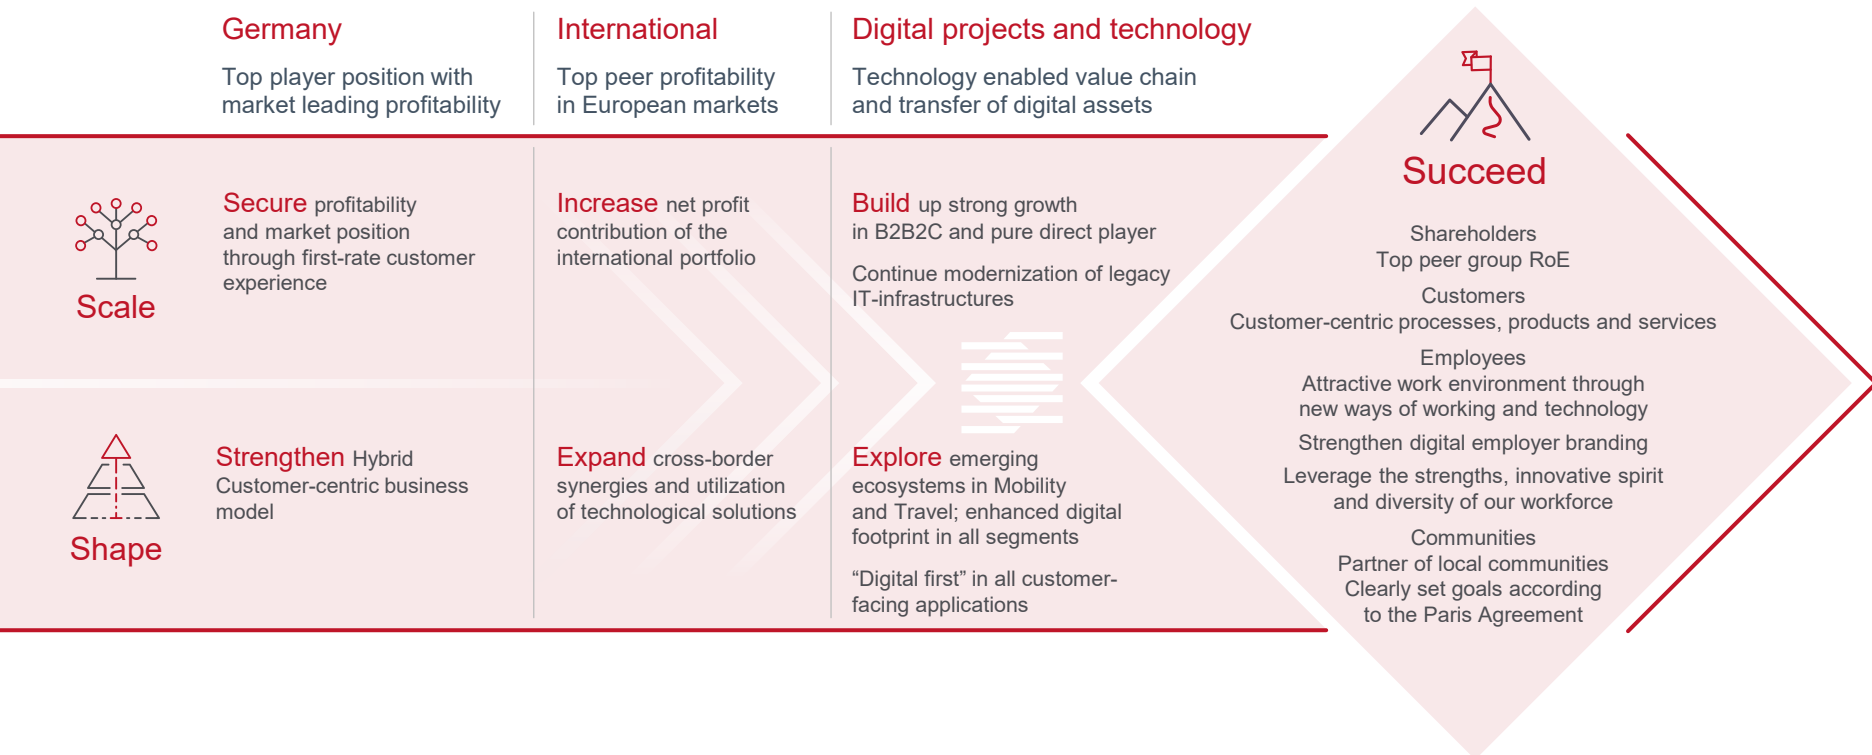 Germany
Top player position with
market leading profitability
International
Top peer profitability
in European markets
Digital projects and technology
Technology enabled value chain
and transfer of digital assets
Scale
Secure profitability
and market position
through first-rate customer
experience
Increase net profit
contribution of the
international portfolio
Build up strong growth
in B2B2C and pure direct player
Continue modernization of legacy
IT-infrastructures
Shape
Strengthen Hybrid
Customer-centric business
model
Expand cross-border
synergies and utilization
of technological solutions
Explore emerging
ecosystems in Mobility
and Travel; enhanced digital
footprint in all segments
“Digital first” in all customer-
facing applications
Succeed
Shareholders
Top peer group RoE
Customers
Customer-centric processes, products and services
Employees
Attractive work environment through
new ways of working and technology
Strengthen digital employer branding
Leverage the strengths, innovative spirit
and diversity of our workforce
Communities
Partner of local communities
Clearly set goals according
to the Paris Agreement